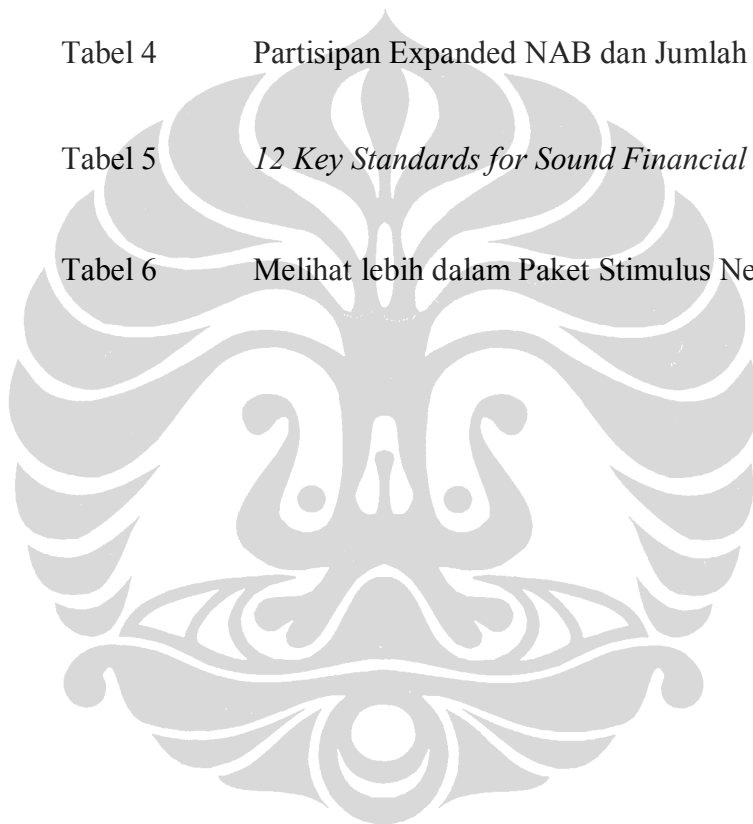 Tabel 4 Partisipan Expanded NAB dan Jumlah
Tabel 5 12 Key Standards for Sound Financial
Tabel 6 Melihat lebih dalam Paket Stimulus